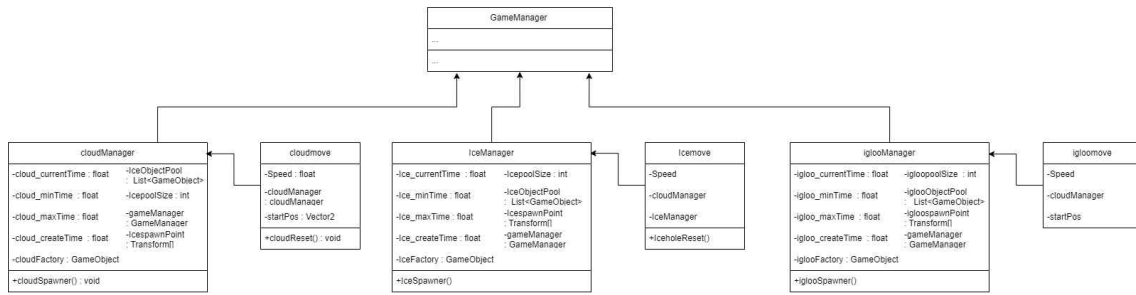 GameManager
...
...
cloudManager
-cloud_currentTime : float
-IceObjectPool
: List<GameObject>
-cloud_minTime : float
-IcepoolSize : int
-cloud_maxTime : float
-gameManager
: GameManager
-cloud_createTime : float
-IcespawnPoint
: Transform[]
-cloudFactory : GameObject
+cloudSpawner() : void
cloudmove
-Speed : float
-cloudManager
: cloudManager
-startPos : Vector2
+cloudReset() : void
IceManager
-Ice_currentTime : float
-IcepoolSize : int
-Ice_minTime : float
-IceObjectPool
: List<GameObject>
-Ice_maxTime : float
-IcespawnPoint
: Transform[]
-Ice_createTime : float
-gameManager
: GameManager
-IceFactory : GameObject
+IceSpawner()
Icemove
-Speed
-cloudManager
-IceManager
+IceholeReset()
iglooManager
-igloo_currentTime : float
-igloopoolSize : int
-igloo_minTime : float
-iglooObjectPool
: List<GameObject>
-igloo_maxTime : float
-igloospawnPoint
: Transform[]
-igloo_createTime : float
-gameManager
: GameManager
-iglooFactory : GameObject
+iglooSpawner()
igloomove
-Speed
-cloudManager
-startPos